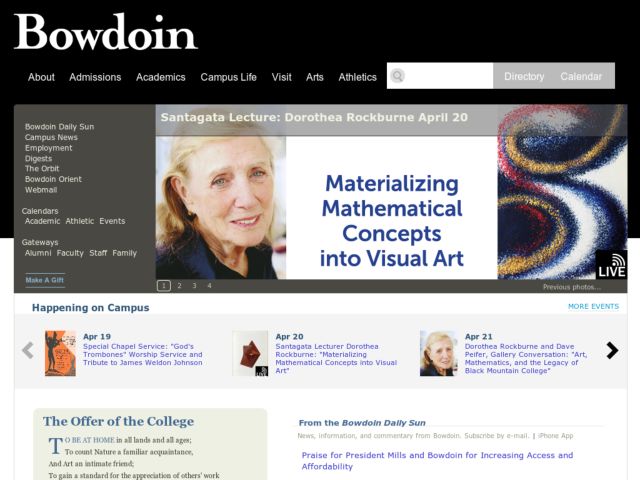 Bowdoin
About Admissions Academics Campus Life Visit Arts Athletics Directory Calendar
Bowdoin Daily Sun
Campus News
Employment
Digests
The Orbit
Bowdoin Orient
Webmail
Calendars
Academic Athletic Events
Gateways
Alumni Faculty Staff Family
Make A Gift
Santagata Lecture: Dorothea Rockburne April 20
Materializing
Mathematical
Concepts
into Visual Art
LIVE
1 2 3 4
Previous photos...
Happening on Campus
MORE EVENTS
Apr 19
Special Chapel Service: "God's
Trombones" Worship Service and
Tribute to James Weldon Johnson
LIVE
Apr 20
Santagata Lecturer Dorothea
Rockburne: "Materializing
Mathematical Concepts into Visual
Art"
Apr 21
Dorothea Rockburne and Dave
Peifer, Gallery Conversation: "Art,
Mathematics, and the Legacy of
Black Mountain College"
The Offer of the College
TO BE AT HOME in all lands and all ages;
To count Nature a familiar acquaintance,
And Art an intimate friend;
To gain a standard for the appreciation of others' work
From the Bowdoin Daily Sun
News, information, and commentary from Bowdoin. Subscribe by e-mail. | iPhone App
Praise for President Mills and Bowdoin for Increasing Access and
Affordability